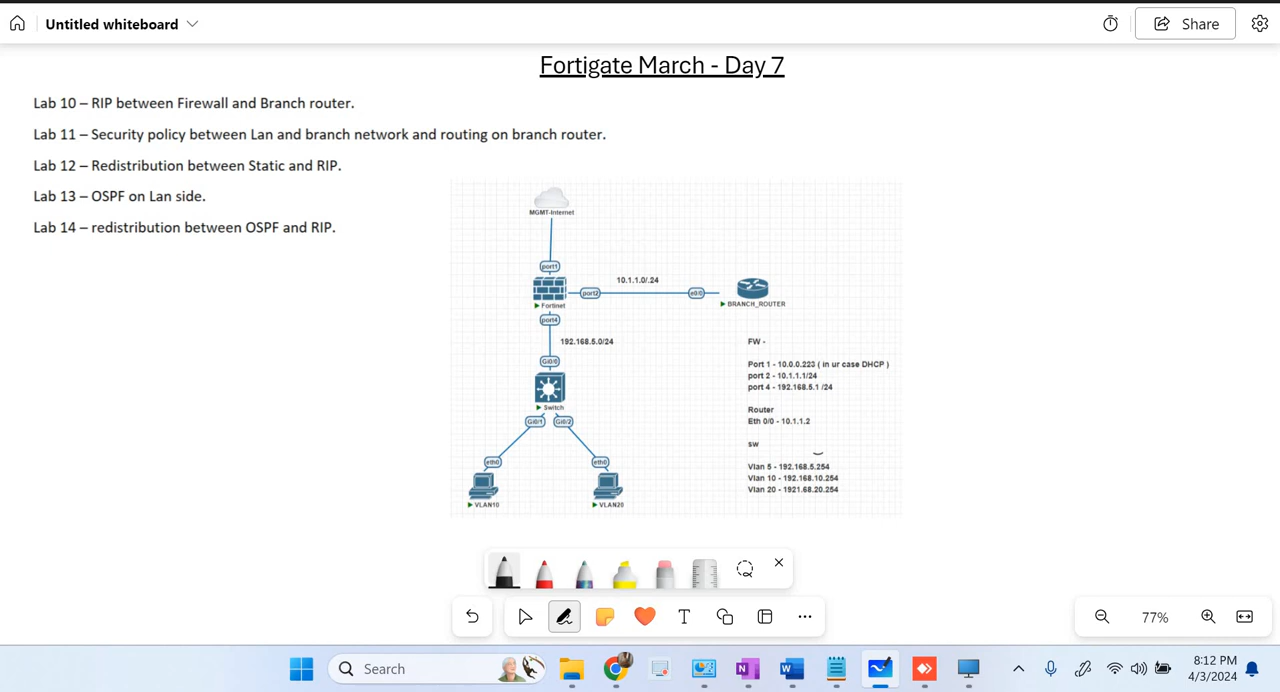 Untitled whiteboard
Share
Fortigate March - Day 7
Lab 10 – RIP between Firewall and Branch router.
Lab 11 – Security policy between Lan and branch network and routing on branch router.
Lab 12 – Redistribution between Static and RIP.
Lab 13 – OSPF on Lan side.
Lab 14 – redistribution between OSPF and RIP.
MGMT-Internet
port1
10.1.1.0/.24
port2
e0/0
Fortinet
BRANCH_ROUTER
port4
192.168.5.0/24
FW -
Gi0/0
Port 1 - 10.0.0.223 ( in ur case DHCP )
port 2 - 10.1.1.1/24
port 4 - 192.168.5.1 /24
Switch
Router
Gi0/1
Gi0/2
Eth 0/0 - 10.1.1.2
sw
eth0
eth0
Vlan 5 - 192.168.5.254
Vlan 10 - 192.168.10.254
Vlan 20 - 1921.68.20.254
VLAN10
VLAN20
77%
Search
8:12 PM
4/3/2024